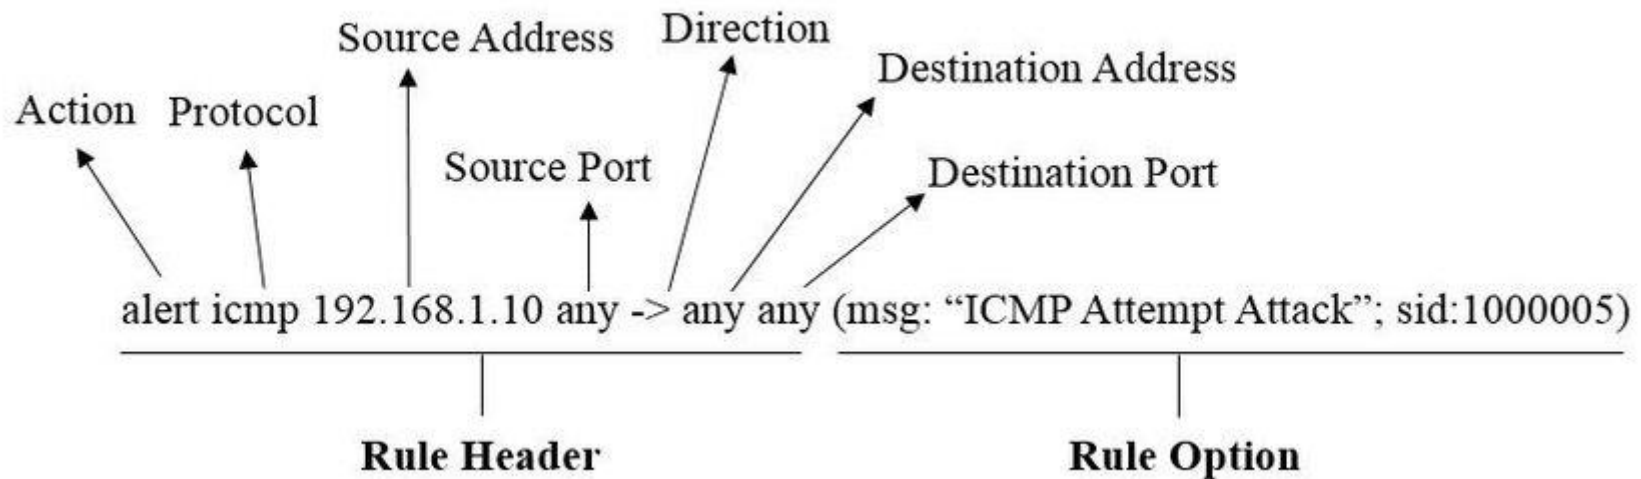 Source Address
Direction
Destination Address
Action
Protocol
Source Port
Destination Port
alert icmp 192.168.1.10 any -> any any (msg: “ICMP Attempt Attack”; sid:1000005)
Rule Header
Rule Option